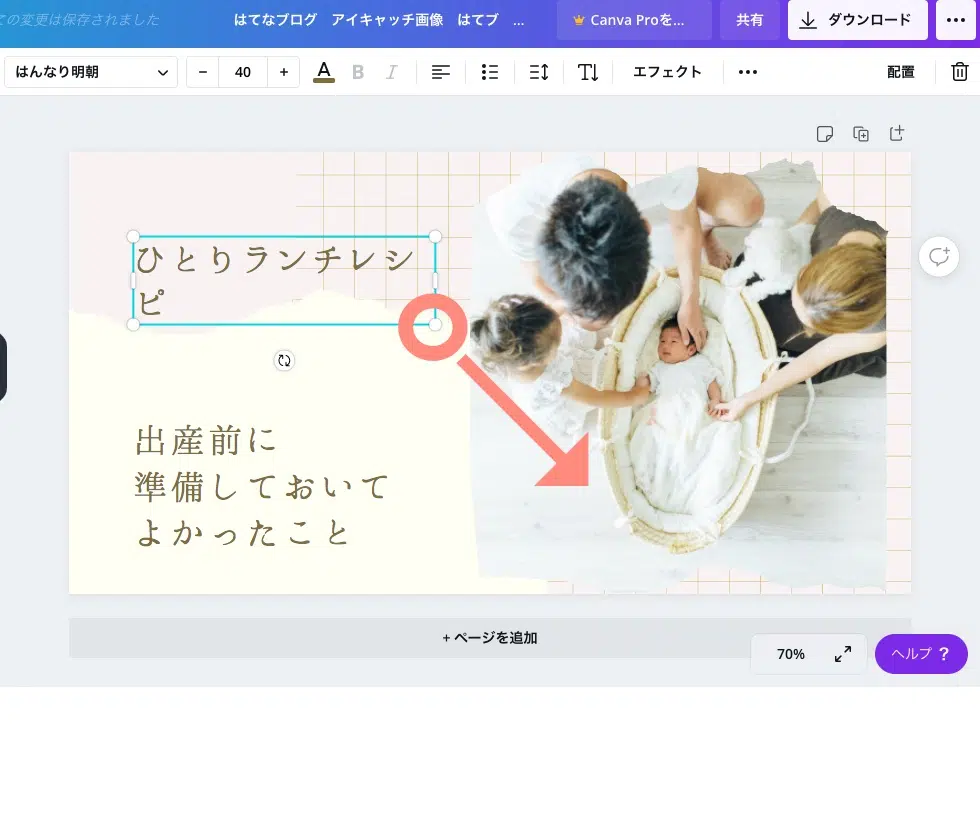 ての変更は保存されました
はてなブログ　アイキャッチ画像　はてブ　...
Canva Proを...
共有
ダウンロード
はんなり明朝
− 40 +
A B I
エフェクト
配置
ひとりランチレシ
ピ
出産前に
準備しておいて
よかったこと
+ ページを追加
70%
ヘルプ ?